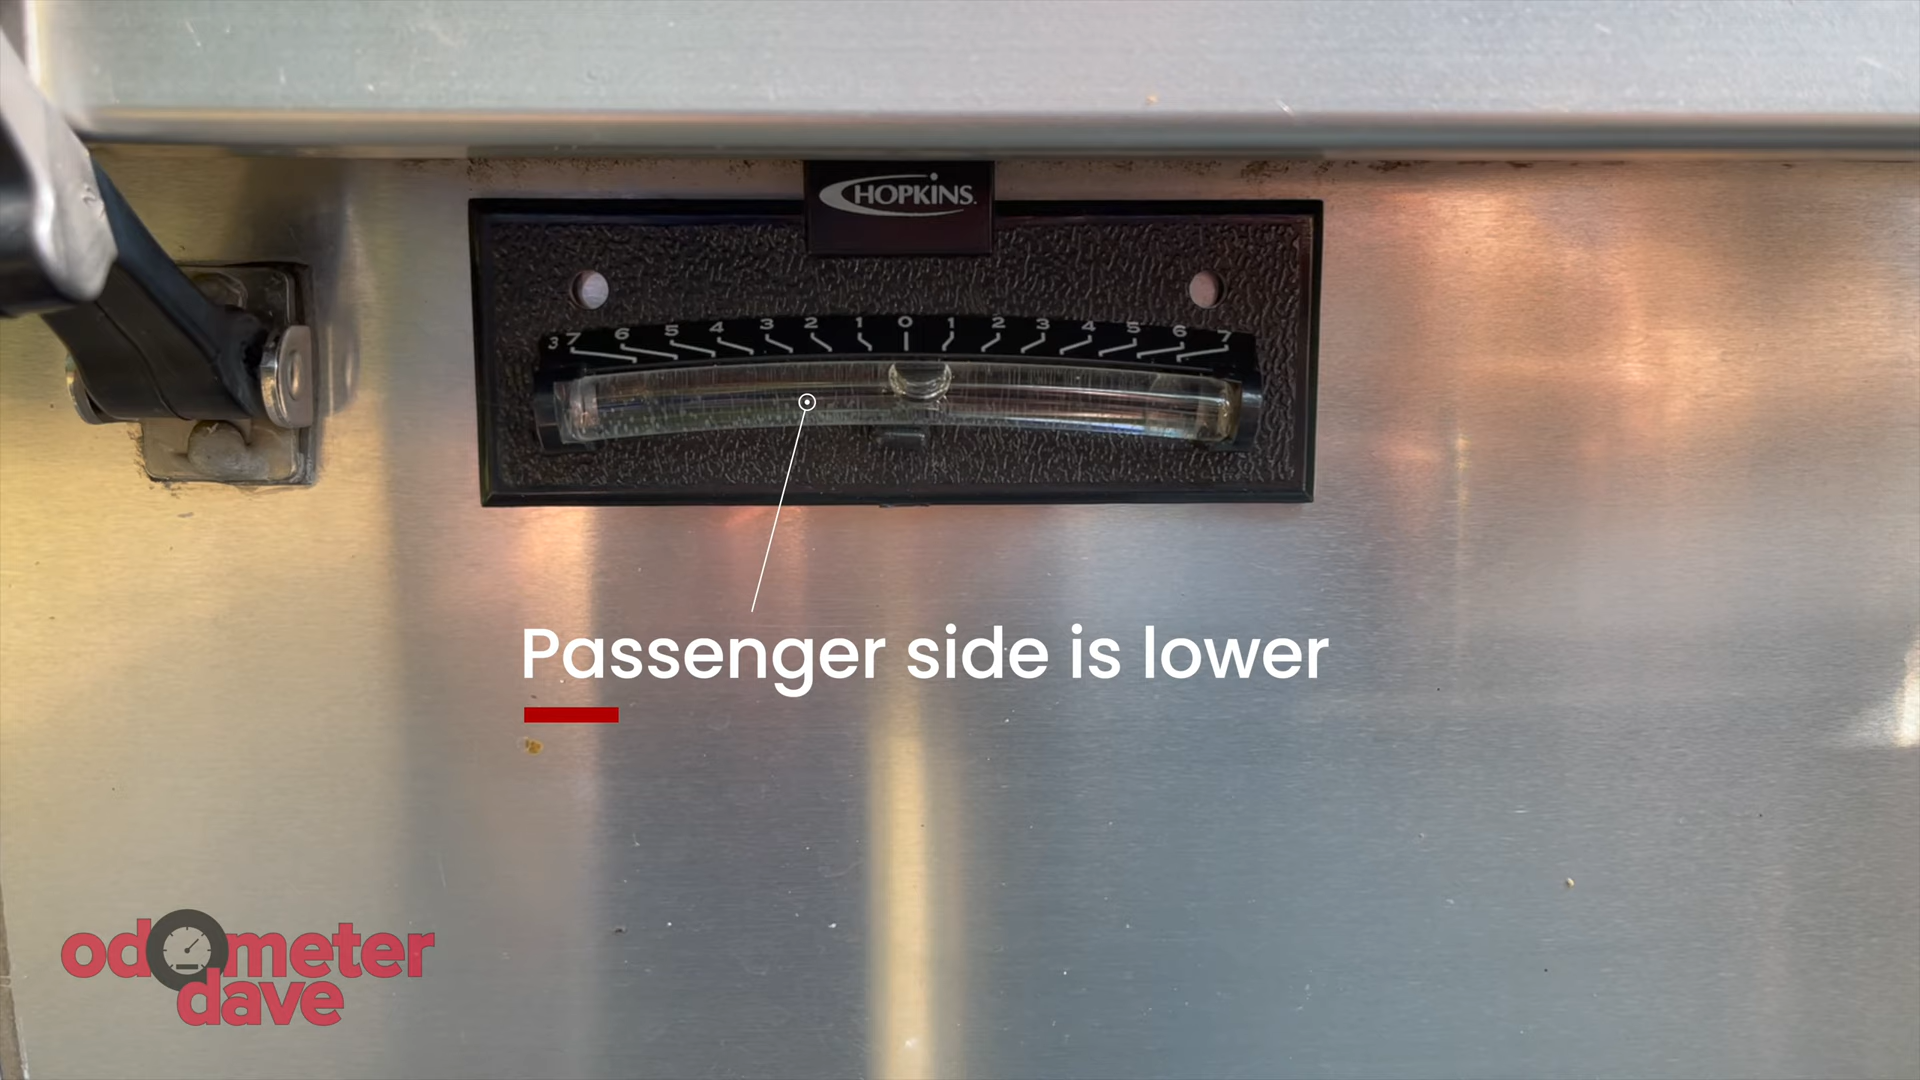 HOPKINS.
3 7 6 5 4 3 2 1 0 1 2 3 4 5 6 7
Passenger side is lower
odometer
dave